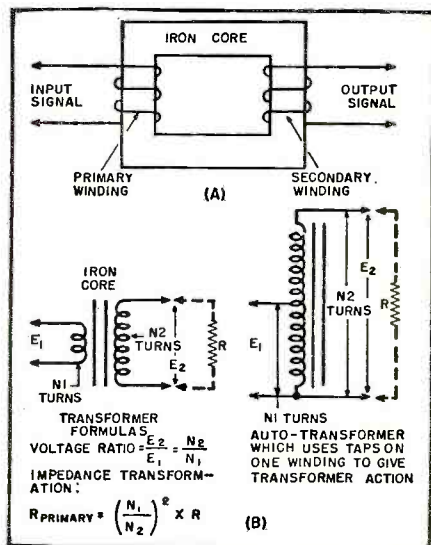 IRON CORE
INPUT
SIGNAL
OUTPUT
SIGNAL
PRIMARY
WINDING
SECONDARY
WINDING
(A)
IRON
CORE
E1
N1 TURNS
N2
TURNS
E2
R
E1
N2
TURNS
E2
R
N1 TURNS
TRANSFORMER
FORMULAS
VOLTAGE RATIO = E2/E1 = N2/N1
IMPEDANCE TRANSFORM-
ATION:
R PRIMARY = (N1/N2)² X R
AUTO-TRANSFORMER
WHICH USES TAPS ON
ONE WINDING TO GIVE
TRANSFORMER ACTION
(B)